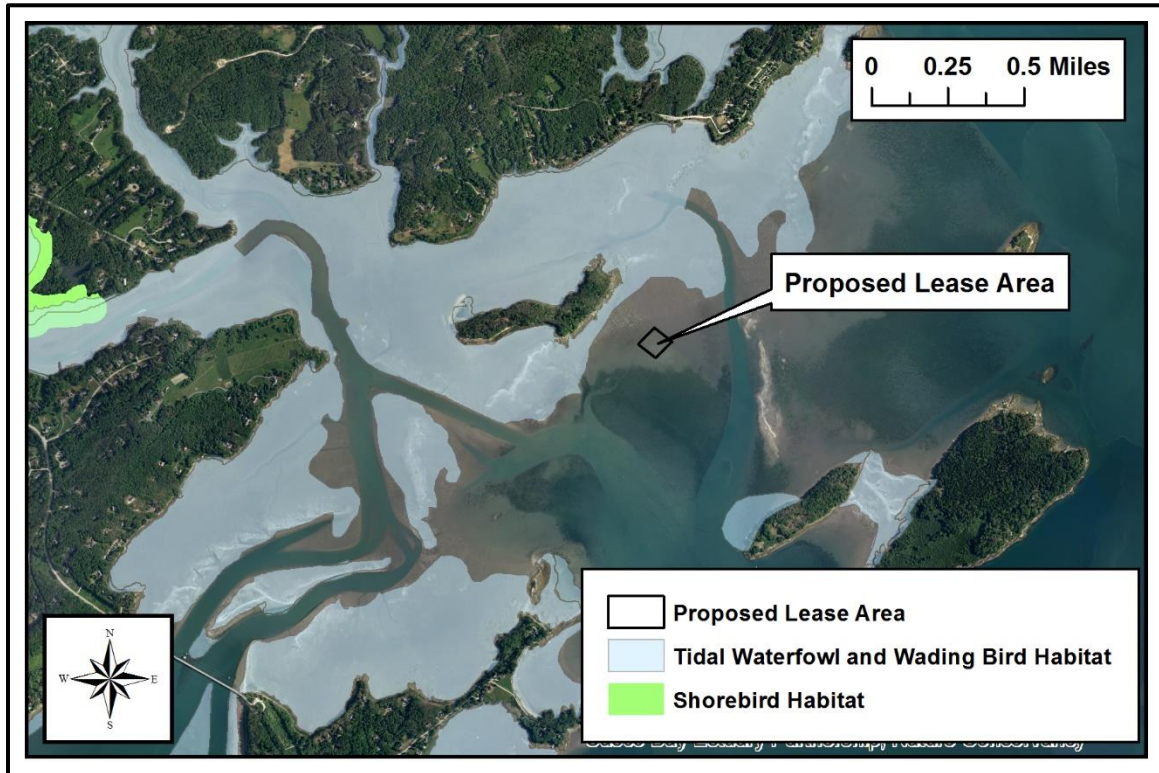 0 0.25 0.5 Miles
Proposed Lease Area
Proposed Lease Area
Tidal Waterfowl and Wading Bird Habitat
Shorebird Habitat
N
W E
S